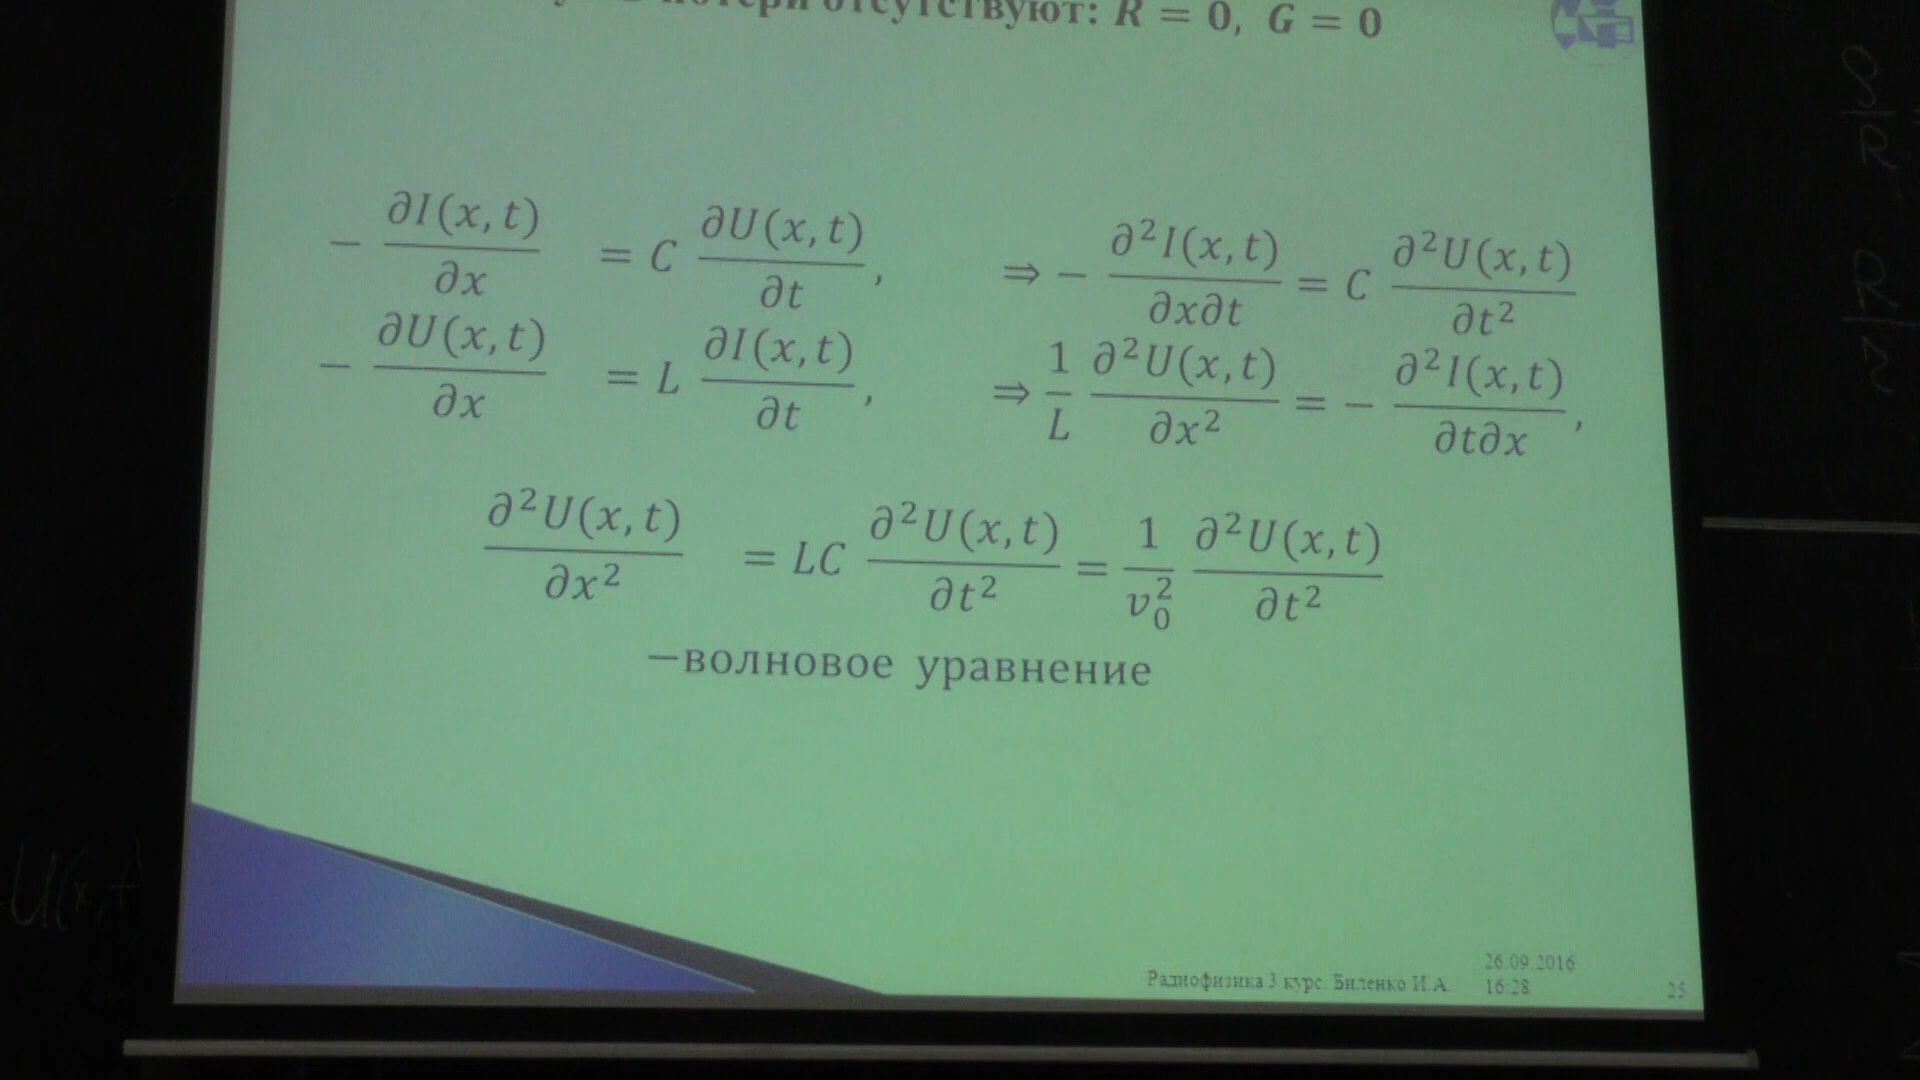 потери отсутствуют: R = 0, G = 0
− ∂I(x, t)/∂x = C ∂U(x, t)/∂t, ⇒ − ∂²I(x, t)/∂x∂t = C ∂²U(x, t)/∂t²
− ∂U(x, t)/∂x = L ∂I(x, t)/∂t, ⇒ 1/L ∂²U(x, t)/∂x² = − ∂²I(x, t)/∂t∂x,
∂²U(x, t)/∂x² = LC ∂²U(x, t)/∂t² = 1/v₀² ∂²U(x, t)/∂t²
−волновое уравнение
U(x,t)
Радиофизика 3 курс. Биленко И.А.
26.09.2016
16:28
25